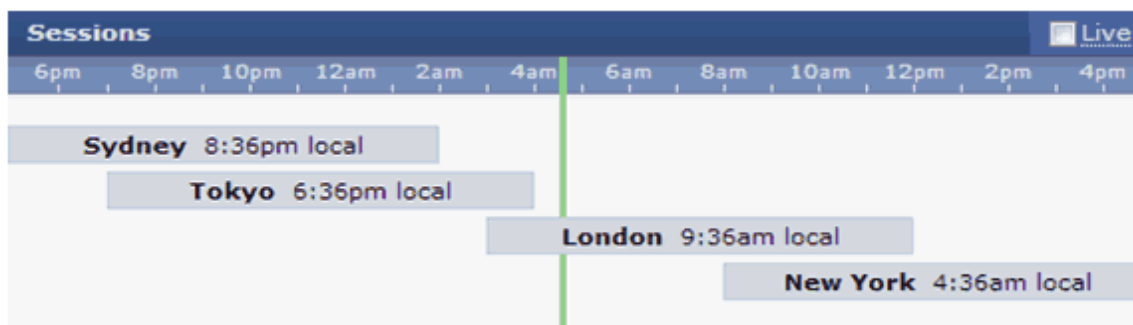 Sessions Live
6pm 8pm 10pm 12am 2am 4am 6am 8am 10am 12pm 2pm 4pm
Sydney 8:36pm local
Tokyo 6:36pm local
London 9:36am local
New York 4:36am local